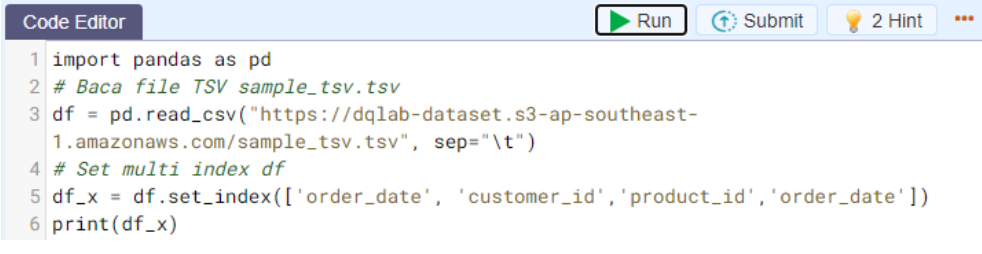 Code Editor
Run
Submit
2 Hint
1 import pandas as pd
2 # Baca file TSV sample_tsv.tsv
3 df = pd.read_csv("https://dqlab-dataset.s3-ap-southeast-
1.amazonaws.com/sample_tsv.tsv", sep="\t")
4 # Set multi index df
5 df_x = df.set_index(['order_date', 'customer_id','product_id','order_date'])
6 print(df_x)